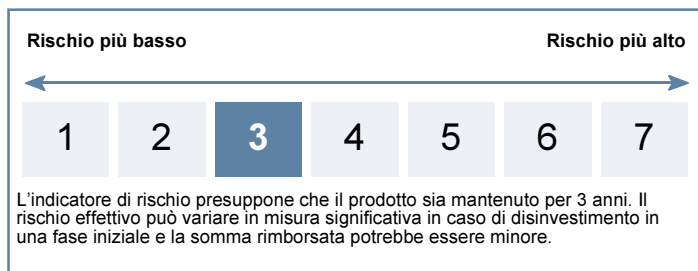 Rischio più basso Rischio più alto
1 2 3 4 5 6 7
L'indicatore di rischio presuppone che il prodotto sia mantenuto per 3 anni. Il
rischio effettivo può variare in misura significativa in caso di disinvestimento in
una fase iniziale e la somma rimborsata potrebbe essere minore.